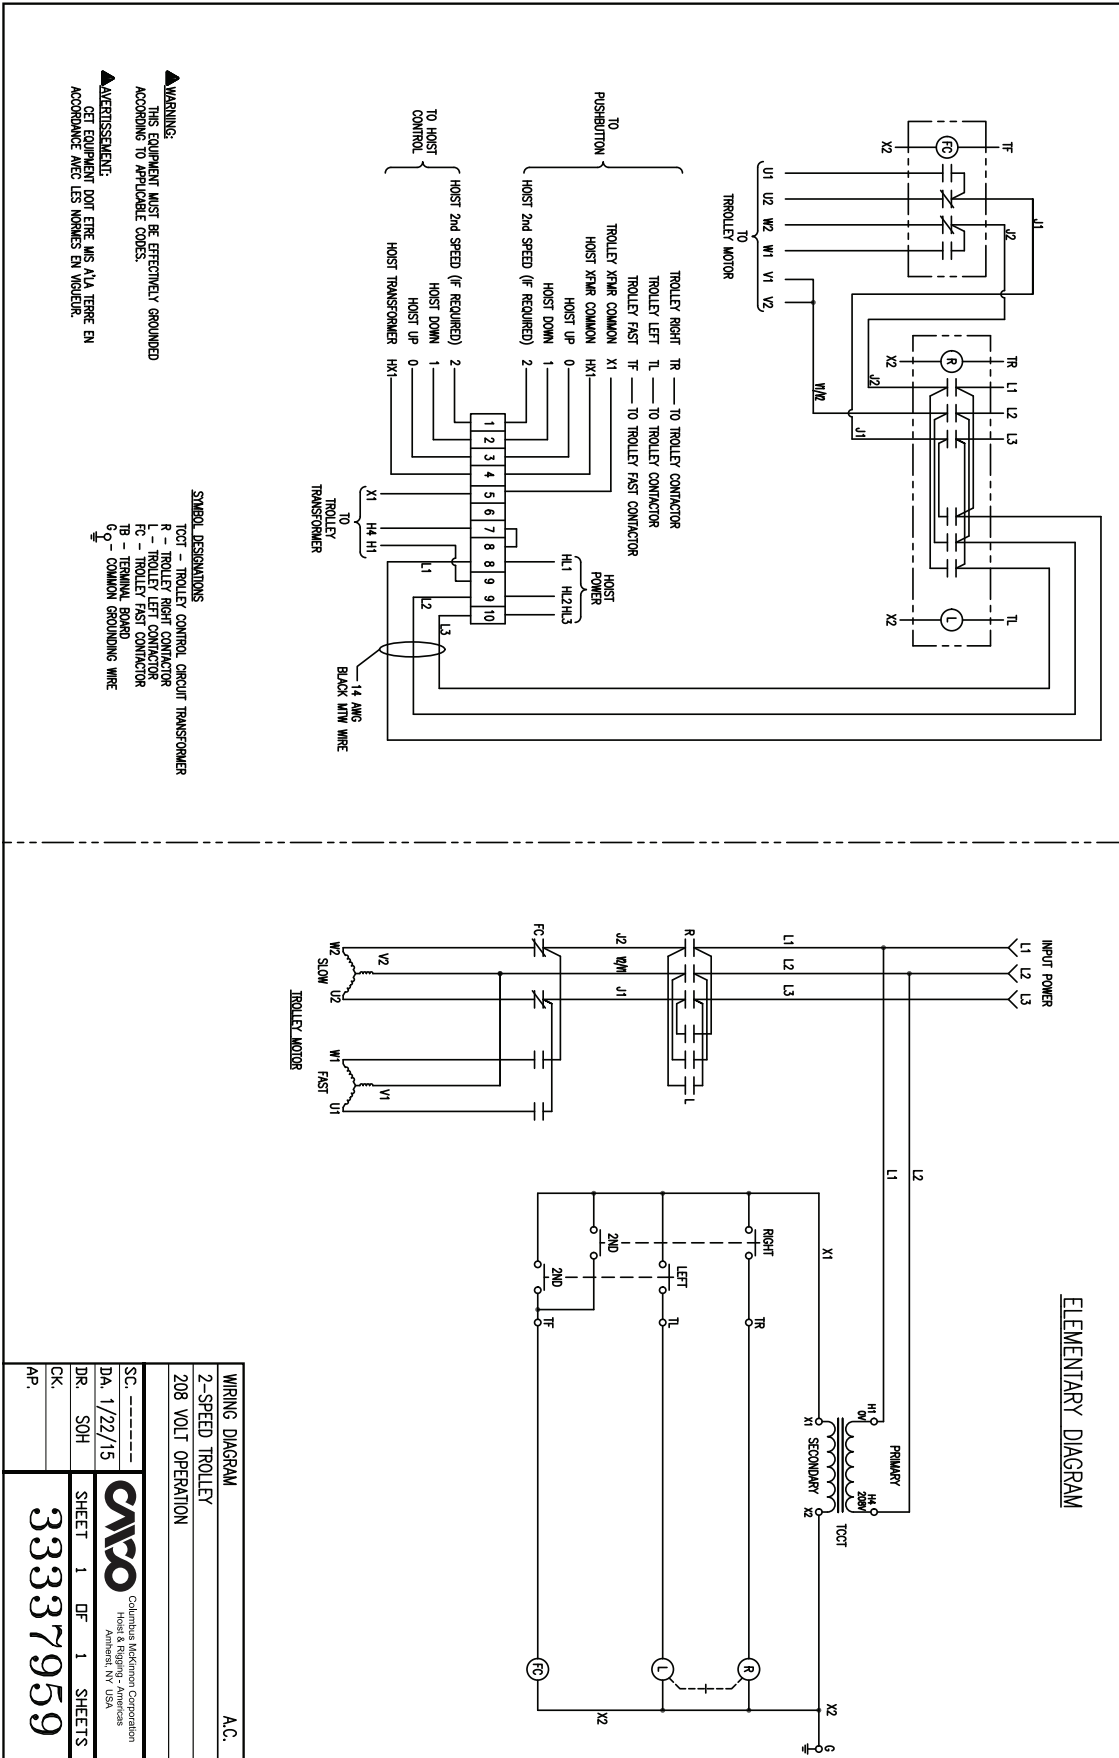 ELEMENTARY DIAGRAM
INPUT POWER
L1 L2 L3
L1
L2
L3
L2
L1
R
L
J2
V2/V1
J1
FC
W2
V2
U2
SLOW
W1
V1
U1
FAST
TROLLEY MOTOR
PRIMARY
H1
0V
H4
208V
X1
SECONDARY
X2
TCCT
X1
X2
G
RIGHT
TR
R
LEFT
TL
L
2ND
2ND
TF
FC
X2
TF
FC
X2
U1 U2 W2 W1 V1 V2
TO
TRROLLEY MOTOR
J1
J2
V1/V2
TR
R
X2
L1
L2
L3
J2
J1
TL
L
X2
TO
PUSHBUTTON
TROLLEY RIGHT TR TO TROLLEY CONTACTOR
TROLLEY LEFT TL TO TROLLEY CONTACTOR
TROLLEY FAST TF TO TROLLEY FAST CONTACTOR
TROLLEY XFMR COMMON X1
HOIST XFMR COMMON HX1
HOIST UP 0
HOIST DOWN 1
HOIST 2nd SPEED (IF REQUIRED) 2
TO HOIST
CONTROL
HOIST 2nd SPEED (IF REQUIRED) 2
HOIST DOWN 1
HOIST UP 0
HOIST TRANSFORMER HX1
1 2 3 4 5 6 7 8 8 9 9 10
HOIST
POWER
HL1 HL2 HL3
X1 H4 H1
TO
TROLLEY
TRANSFORMER
L1
L2
L3
14 AWG
BLACK MTW WIRE
WARNING:
THIS EQUIPMENT MUST BE EFFECTIVELY GROUNDED
ACCORDING TO APPLICABLE CODES.
AVERTISSEMENT:
CET EQUIPMENT DOIT ETRE MIS A'LA TERRE EN
ACCORDANCE AVEC LES NORMES EN VIGUEUR.
SYMBOL DESIGNATIONS
TCCT - TROLLEY CONTROL CIRCUIT TRANSFORMER
R - TROLLEY RIGHT CONTACTOR
L - TROLLEY LEFT CONTACTOR
FC - TROLLEY FAST CONTACTOR
TB - TERMINAL BOARD
G - COMMON GROUNDING WIRE
WIRING DIAGRAM A.C.
2-SPEED TROLLEY
208 VOLT OPERATION
SC. ------
DA. 1/22/15
DR. SOH
CK.
AP.
CMCO
Columbus McKinnon Corporation
Hoist & Rigging - Americas
Amherst, NY USA
SHEET 1 OF 1 SHEETS
33337959